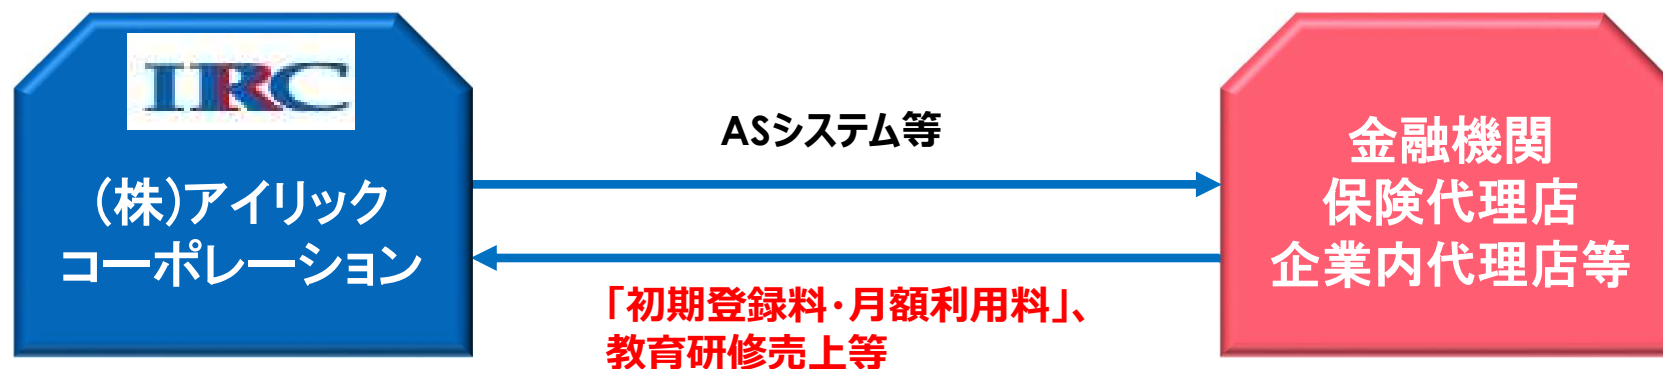 IRC
(株)アイリック
コーポレーション
ASシステム等
「初期登録料・月額利用料」、
教育研修売上等
金融機関
保険代理店
企業内代理店等